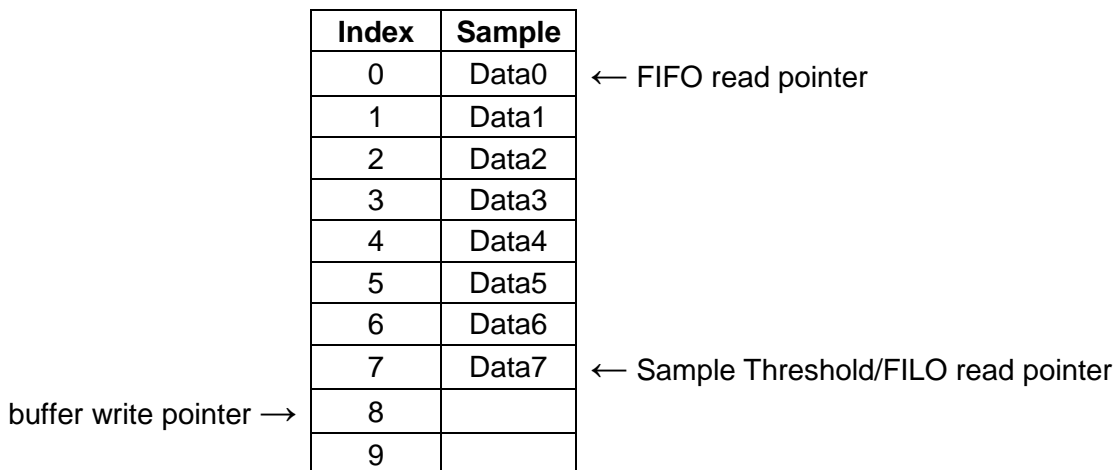 Index Sample
0 Data0 ← FIFO read pointer
1 Data1
2 Data2
3 Data3
4 Data4
5 Data5
6 Data6
7 Data7 ← Sample Threshold/FILO read pointer
buffer write pointer → 8
9